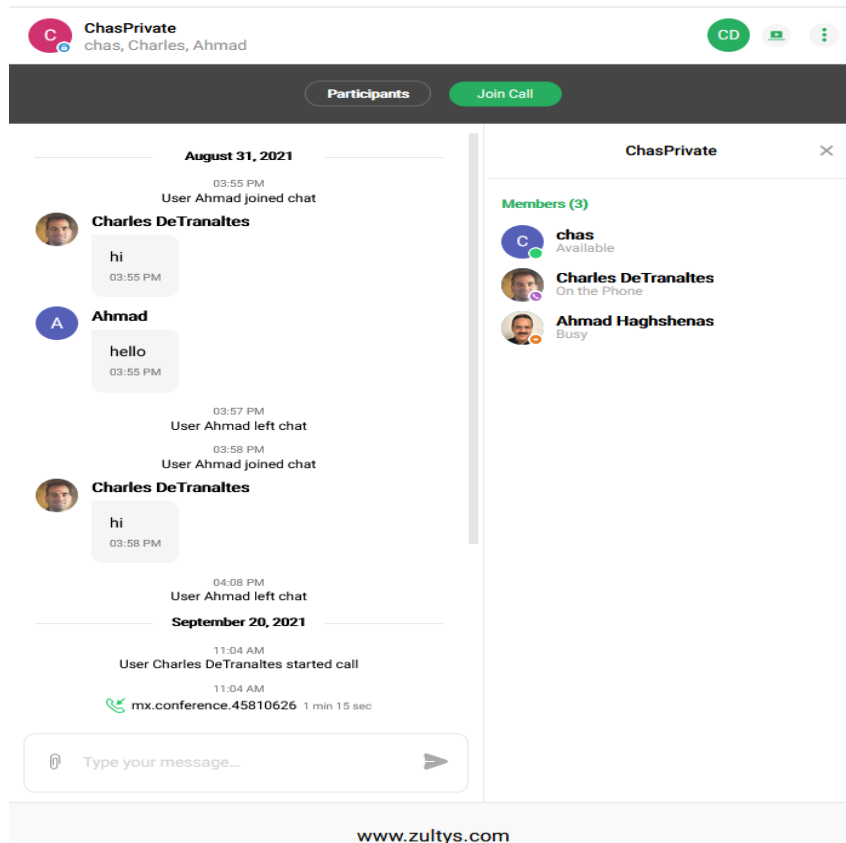 C
ChasPrivate
chas, Charles, Ahmad
CD
Participants
Join Call
August 31, 2021
03:55 PM
User Ahmad joined chat
Charles DeTranaltes
hi
03:55 PM
A
Ahmad
hello
03:55 PM
03:57 PM
User Ahmad left chat
03:58 PM
User Ahmad joined chat
Charles DeTranaltes
hi
03:58 PM
04:08 PM
User Ahmad left chat
September 20, 2021
11:04 AM
User Charles DeTranaltes started call
11:04 AM
mx.conference.45810626 1 min 15 sec
Type your message...
ChasPrivate
Members (3)
C
chas
Available
Charles DeTranaltes
On the Phone
Ahmad Haghshenas
Busy
www.zultys.com